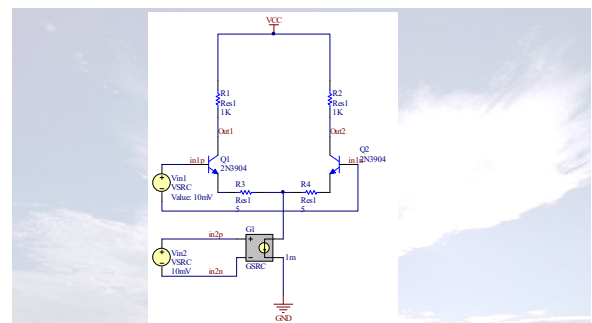 VCC
R1
Res1
1K
R2
Res1
1K
Out1
Out2
in1p
Q1
2N3904
in1n
Q2
2N3904
Vin1
VSRC
Value: 10mV
R3
Res1
5
R4
Res1
5
in2p
G1
Vin2
VSRC
10mV
in2n
1m
GSRC
GND